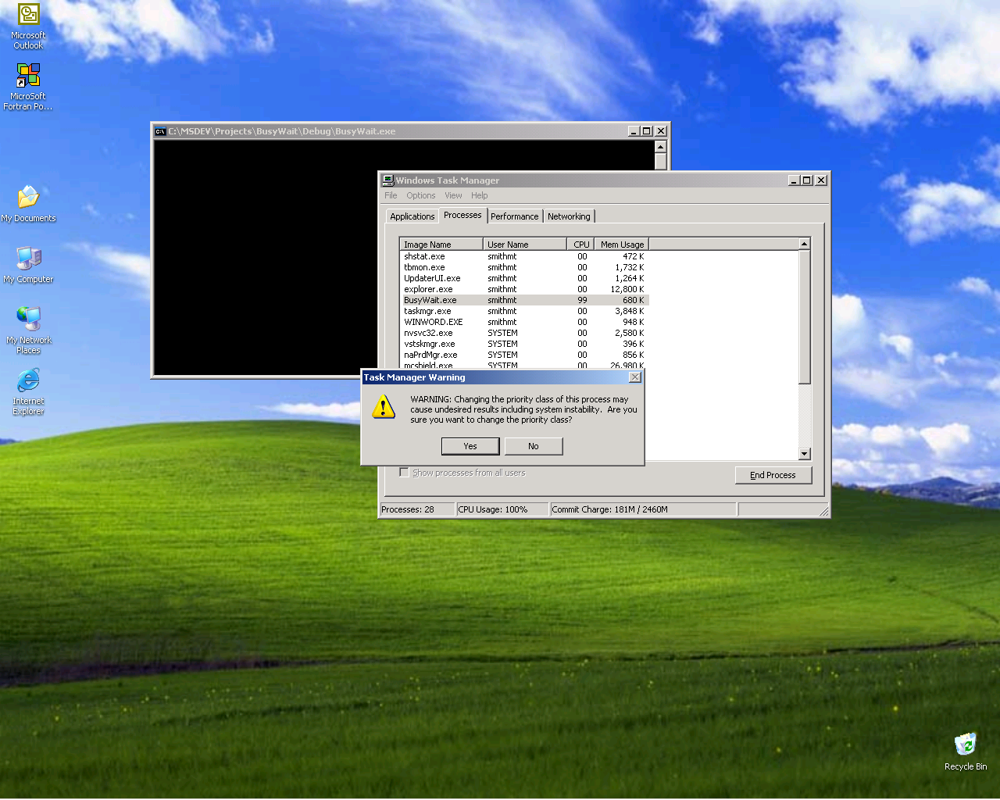 Microsoft
Outlook
MicroSoft
Fortran Po...
My Documents
My Computer
My Network
Places
Internet
Explorer
C:\MSDEV\Projects\BusyWait\Debug\BusyWait.exe
Windows Task Manager
File Options View Help
Applications Processes Performance Networking
Image Name User Name CPU Mem Usage
shstat.exe smithmt 00 472 K
tbmon.exe smithmt 00 1,732 K
UpdaterUI.exe smithmt 00 1,264 K
explorer.exe smithmt 00 12,800 K
BusyWait.exe smithmt 99 680 K
taskmgr.exe smithmt 00 3,848 K
WINWORD.EXE smithmt 00 948 K
nvsvc32.exe SYSTEM 00 2,580 K
vstskmgr.exe SYSTEM 00 396 K
naPrdMgr.exe SYSTEM 00 856 K
mcshield.exe SYSTEM 00 26,980 K
Task Manager Warning
WARNING: Changing the priority class of this process may
cause undesired results including system instability. Are you
sure you want to change the priority class?
Yes No
Show processes from all users
End Process
Processes: 28 CPU Usage: 100% Commit Charge: 181M / 2460M
Recycle Bin